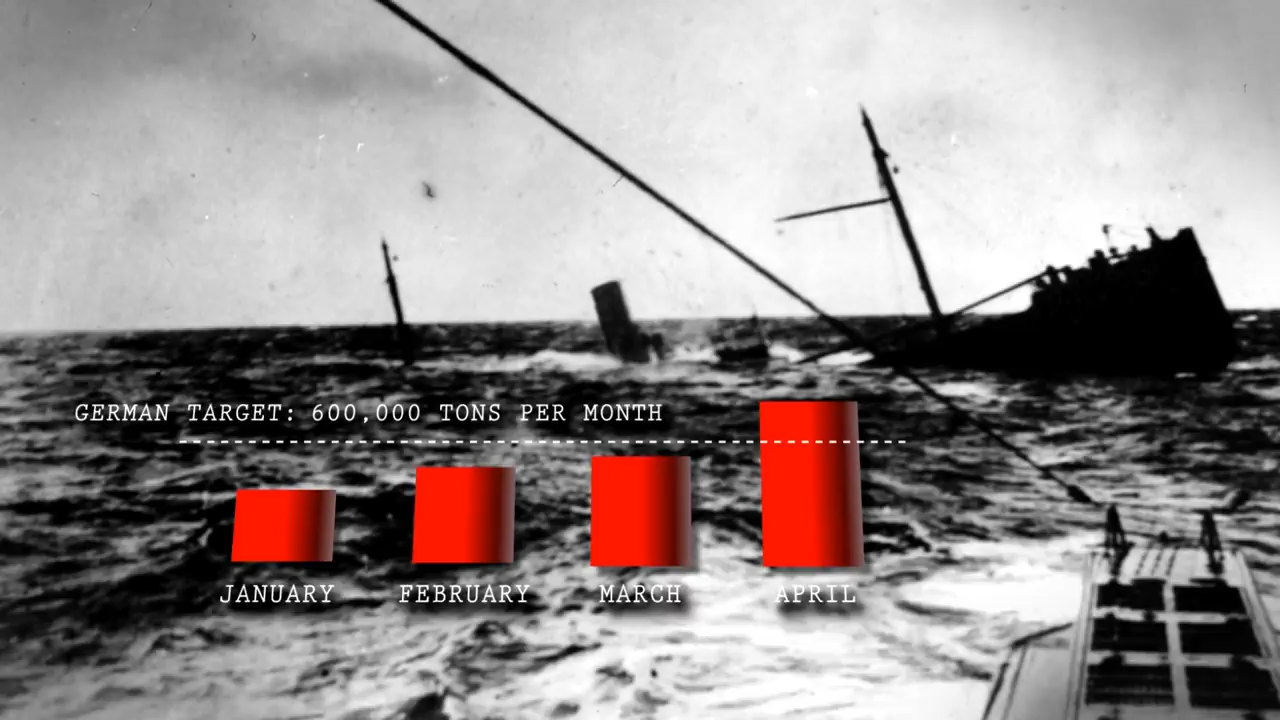 GERMAN TARGET: 600,000 TONS PER MONTH
JANUARY FEBRUARY MARCH APRIL